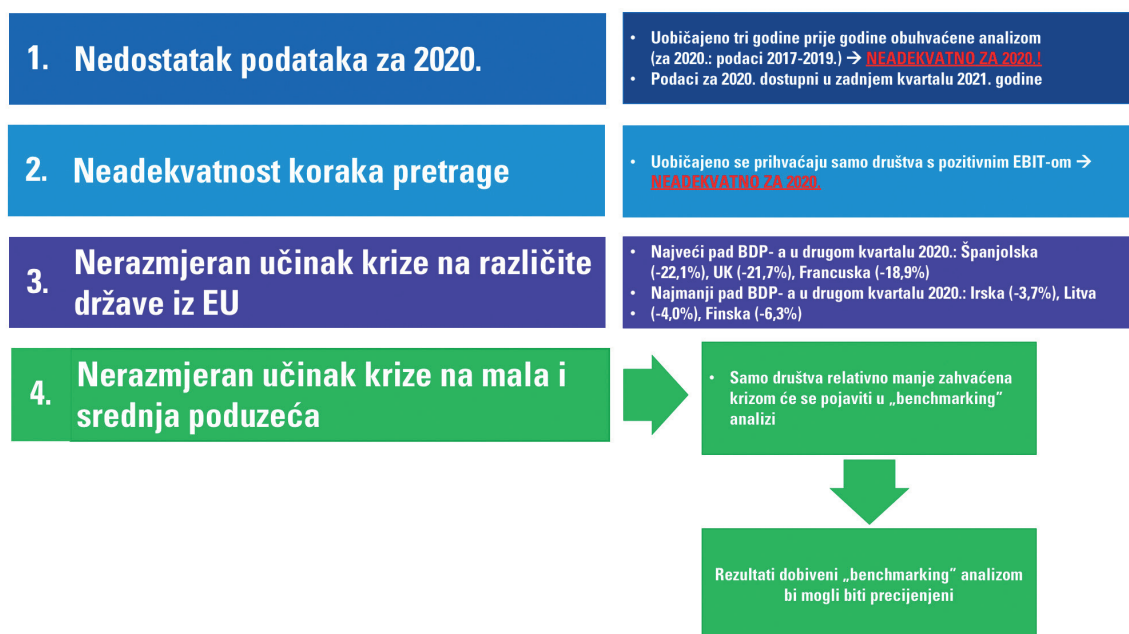 1. Nedostatak podataka za 2020.
• Uobičajeno tri godine prije godine obuhvaćene analizom
(za 2020.: podaci 2017-2019.) → NEADEKVATNO ZA 2020.!
• Podaci za 2020. dostupni u zadnjem kvartalu 2021. godine
2. Neadekvatnost koraka pretrage
• Uobičajeno se prihvaćaju samo društva s pozitivnim EBIT-om →
NEADEKVATNO ZA 2020.
3. Nerazmjeran učinak krize na različite
države iz EU
• Najveći pad BDP- a u drugom kvartalu 2020.: Španjolska
(-22,1%), UK (-21,7%), Francuska (-18,9%)
• Najmanji pad BDP- a u drugom kvartalu 2020.: Irska (-3,7%), Litva
• (-4,0%), Finska (-6,3%)
4. Nerazmjeran učinak krize na mala i
srednja poduzeća
• Samo društva relativno manje zahvaćena
krizom će se pojaviti u „benchmarking”
analizi
Rezultati dobiveni „benchmarking” analizom
bi mogli biti precijenjeni